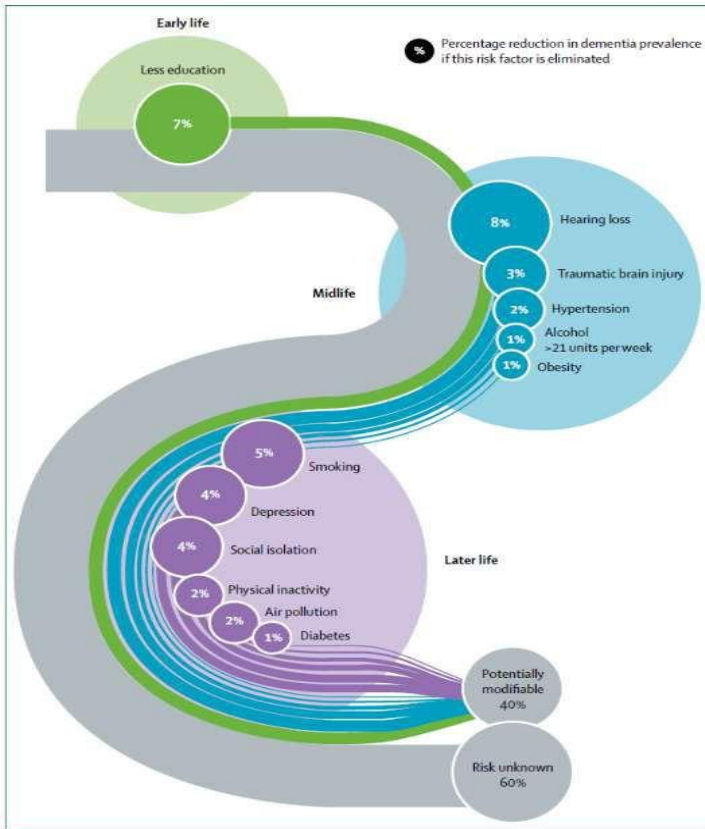 Early life
% Percentage reduction in dementia prevalence
if this risk factor is eliminated
Less education
7%
8% Hearing loss
3% Traumatic brain injury
Midlife
2% Hypertension
1% Alcohol
>21 units per week
1% Obesity
5% Smoking
4% Depression
4% Social isolation
Later life
2% Physical inactivity
2% Air pollution
1% Diabetes
Potentially
modifiable
40%
Risk unknown
60%